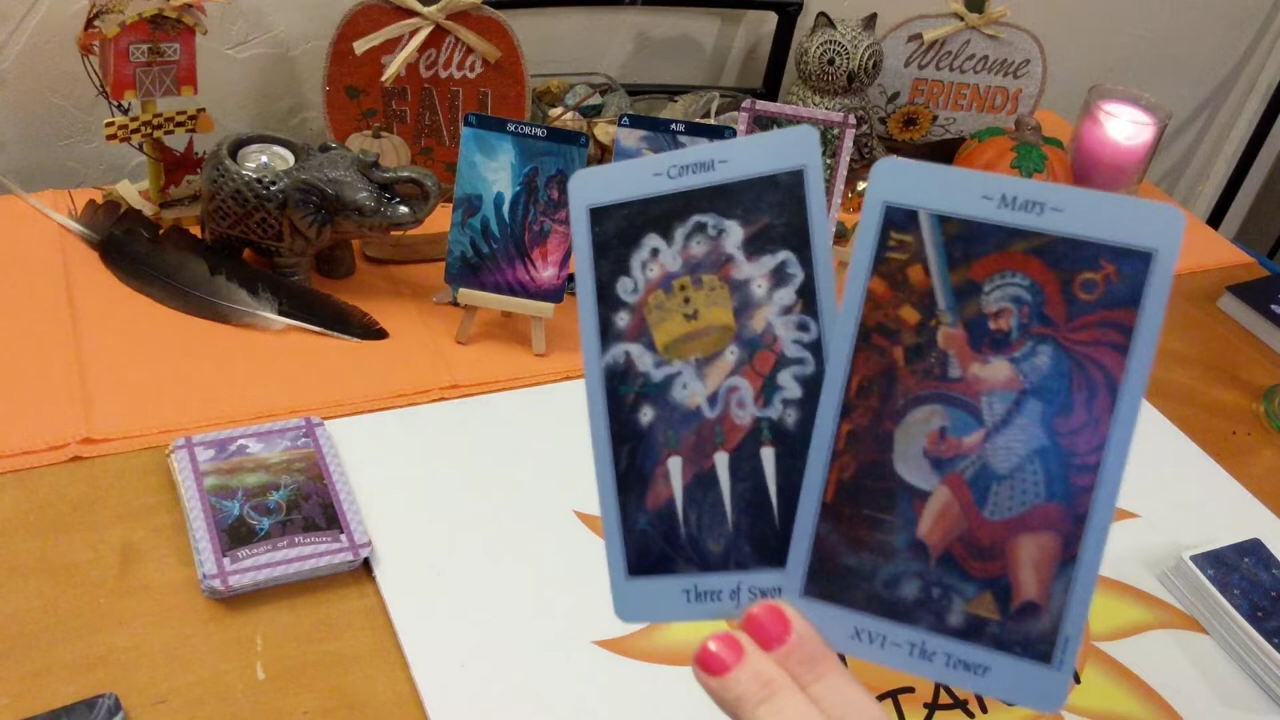 Hello
FALL
Welcome
FRIENDS
SCORPIO
AIR
~ Corona ~
~ Mars ~
Three of Swor
XVI ~ The Tower
Magic of Nature